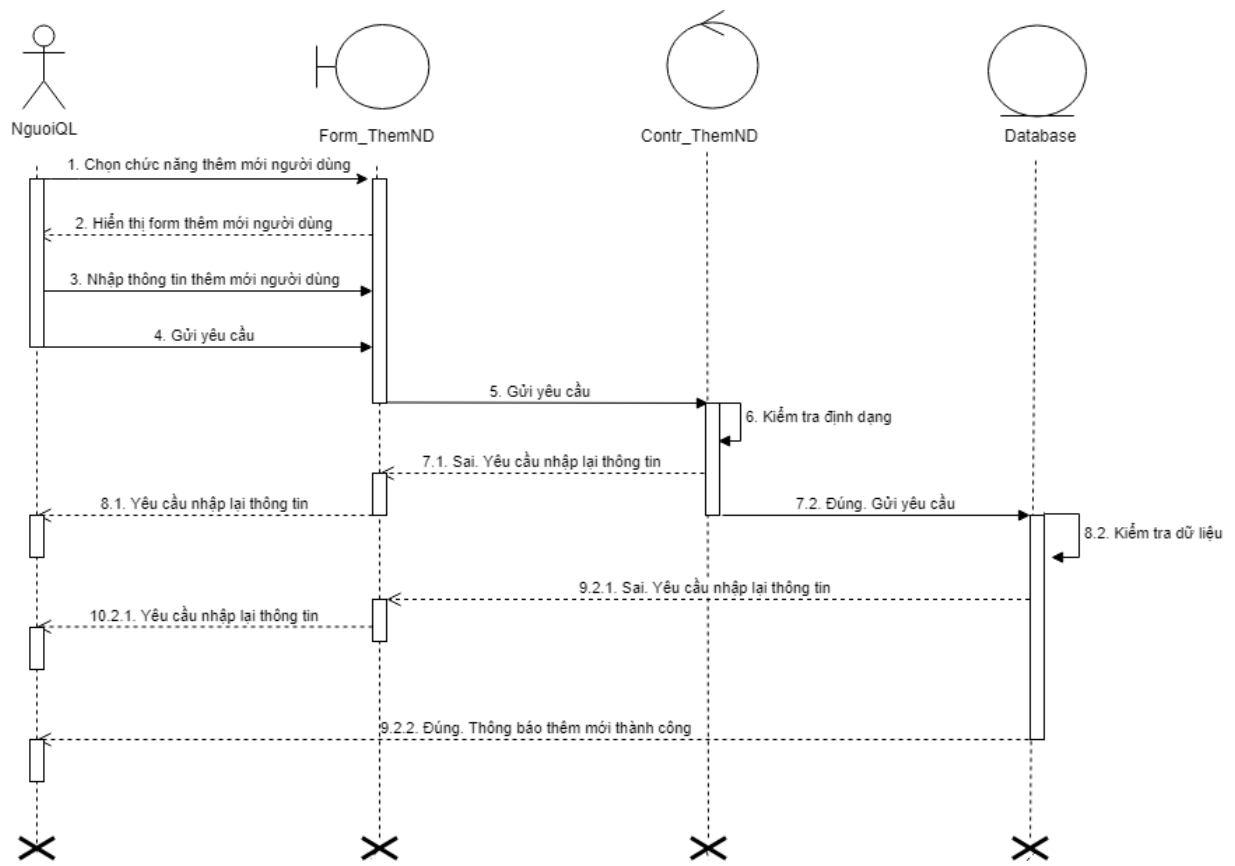 NguoiQL
Form_ThemND
Contr_ThemND
Database
1. Chọn chức năng thêm mới người dùng
2. Hiển thị form thêm mới người dùng
3. Nhập thông tin thêm mới người dùng
4. Gửi yêu cầu
5. Gửi yêu cầu
6. Kiểm tra định dạng
7.1. Sai. Yêu cầu nhập lại thông tin
8.1. Yêu cầu nhập lại thông tin
7.2. Đúng. Gửi yêu cầu
8.2. Kiểm tra dữ liệu
9.2.1. Sai. Yêu cầu nhập lại thông tin
10.2.1. Yêu cầu nhập lại thông tin
9.2.2. Đúng. Thông báo thêm mới thành công